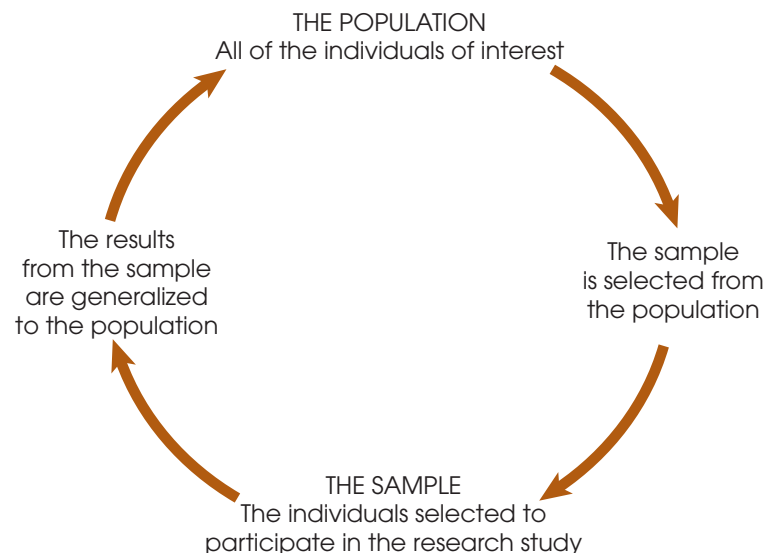 THE POPULATION
All of the individuals of interest
The sample
is selected from
the population
THE SAMPLE
The individuals selected to
participate in the research study
The results
from the sample
are generalized
to the population